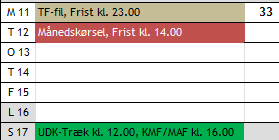 M 11 TF-fil, Frist kl. 23.00 33
T 12 Månedskørsel, Frist kl. 14.00
O 13
T 14
F 15
L 16
S 17 UDK-Træk kl. 12.00, KMF/MAF kl. 16.00